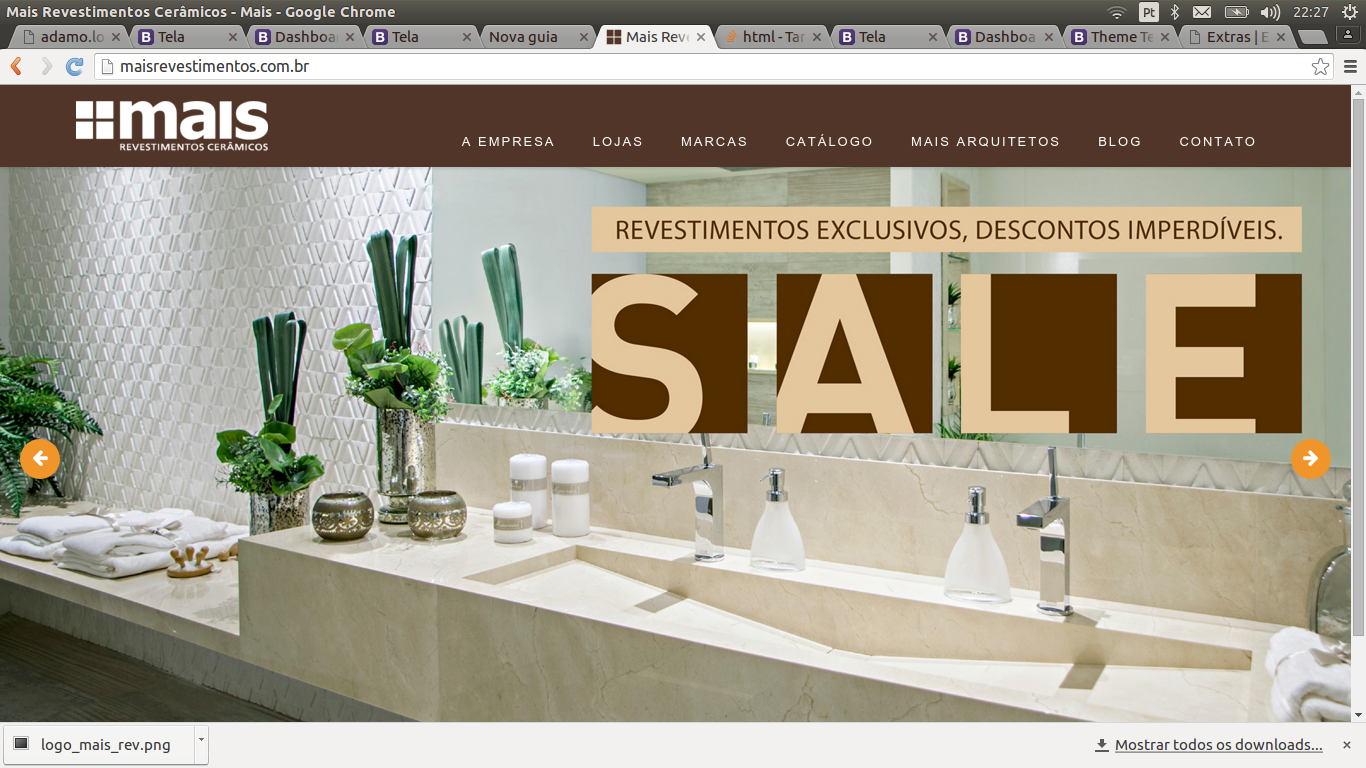 Mais Revestimentos Cerâmicos - Mais - Google Chrome
Pt
22:27
adamo.lo
Tela
Dashboa
Tela
Nova guia
Mais Rev
html - Tar
Tela
Dashboa
Theme Te
Extras | E
maisrevestimentos.com.br
mais
REVESTIMENTOS CERÂMICOS
A EMPRESA
LOJAS
MARCAS
CATÁLOGO
MAIS ARQUITETOS
BLOG
CONTATO
REVESTIMENTOS EXCLUSIVOS, DESCONTOS IMPERDÍVEIS.
SALE
logo_mais_rev.png
Mostrar todos os downloads...